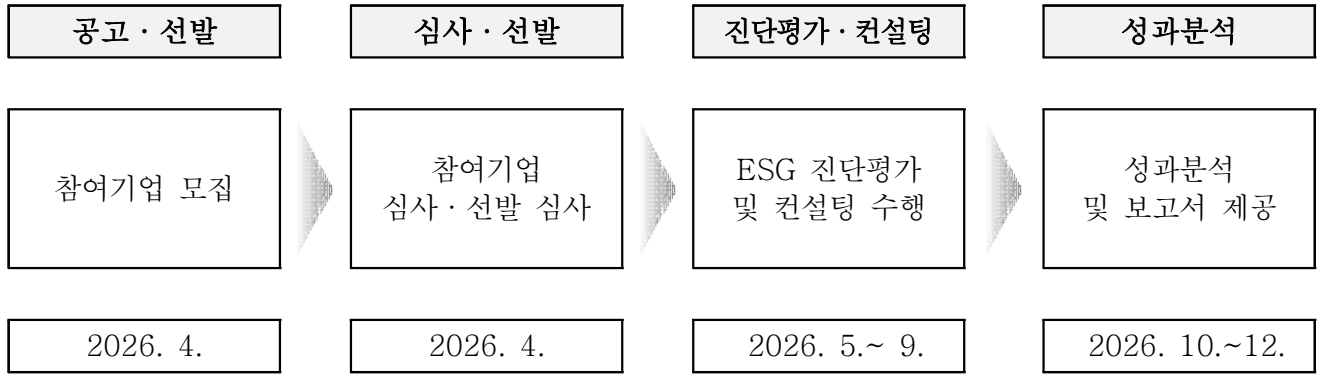 공고 · 선발
심사 · 선발
진단평가 · 컨설팅
성과분석
참여기업 모집
참여기업
심사 · 선발 심사
ESG 진단평가
및 컨설팅 수행
성과분석
및 보고서 제공
2026. 4.
2026. 4.
2026. 5.~ 9.
2026. 10.~12.